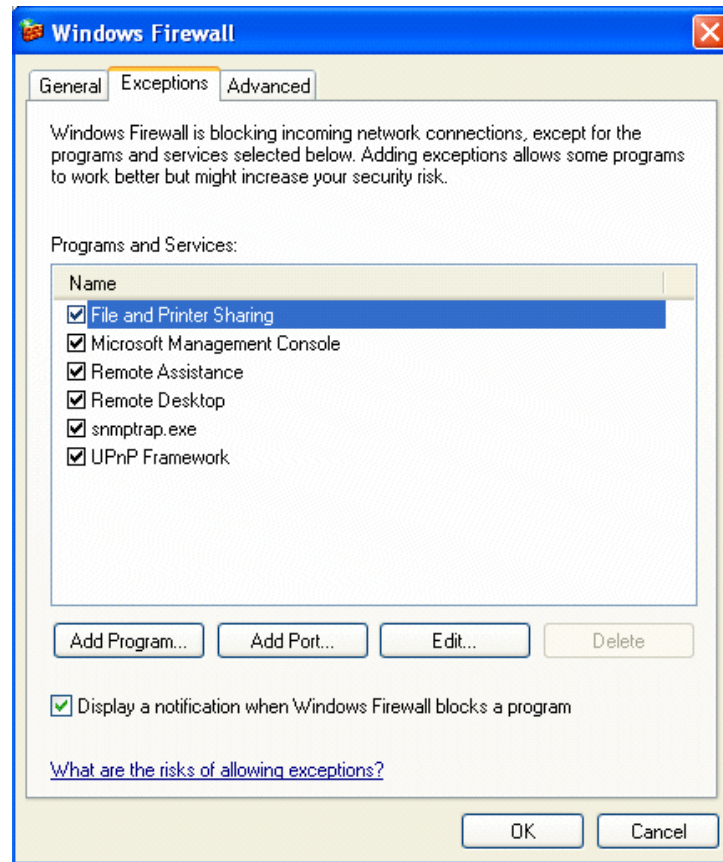 Windows Firewall
General Exceptions Advanced
Windows Firewall is blocking incoming network connections, except for the
programs and services selected below. Adding exceptions allows some programs
to work better but might increase your security risk.
Programs and Services:
Name
File and Printer Sharing
Microsoft Management Console
Remote Assistance
Remote Desktop
snmptrap.exe
UPnP Framework
Add Program... Add Port... Edit... Delete
Display a notification when Windows Firewall blocks a program
What are the risks of allowing exceptions?
OK Cancel